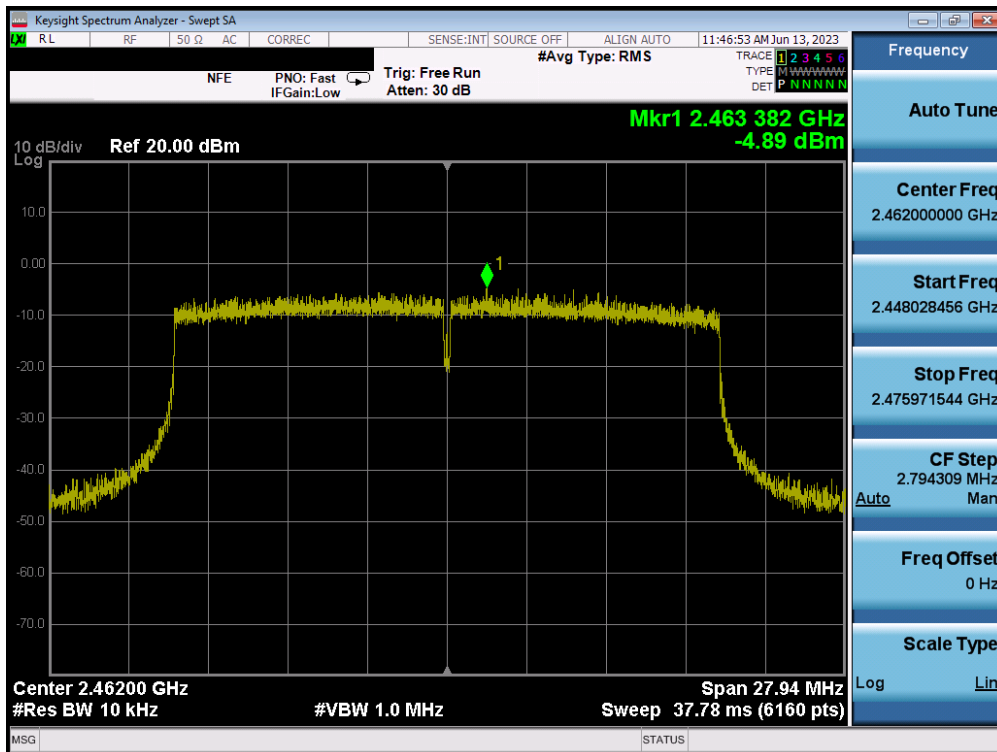 Keysight Spectrum Analyzer - Swept SA
LXI RL RF 50 Ω AC CORREC SENSE:INT SOURCE OFF ALIGN AUTO 11:46:53 AM Jun 13, 2023
NFE PNO: Fast IFGain:Low
Trig: Free Run
Atten: 30 dB
#Avg Type: RMS
TRACE 1 2 3 4 5 6
TYPE M W W W W W
DET P N N N N N
Mkr1 2.463 382 GHz
-4.89 dBm
10 dB/div Ref 20.00 dBm
Log
10.0
0.00
-10.0
-20.0
-30.0
-40.0
-50.0
-60.0
-70.0
1
Center 2.46200 GHz Span 27.94 MHz
#Res BW 10 kHz #VBW 1.0 MHz Sweep 37.78 ms (6160 pts)
MSG STATUS
Frequency
Auto Tune
Center Freq
2.462000000 GHz
Start Freq
2.448028456 GHz
Stop Freq
2.475971544 GHz
CF Step
2.794309 MHz
Auto Man
Freq Offset
0 Hz
Scale Type
Log Lin